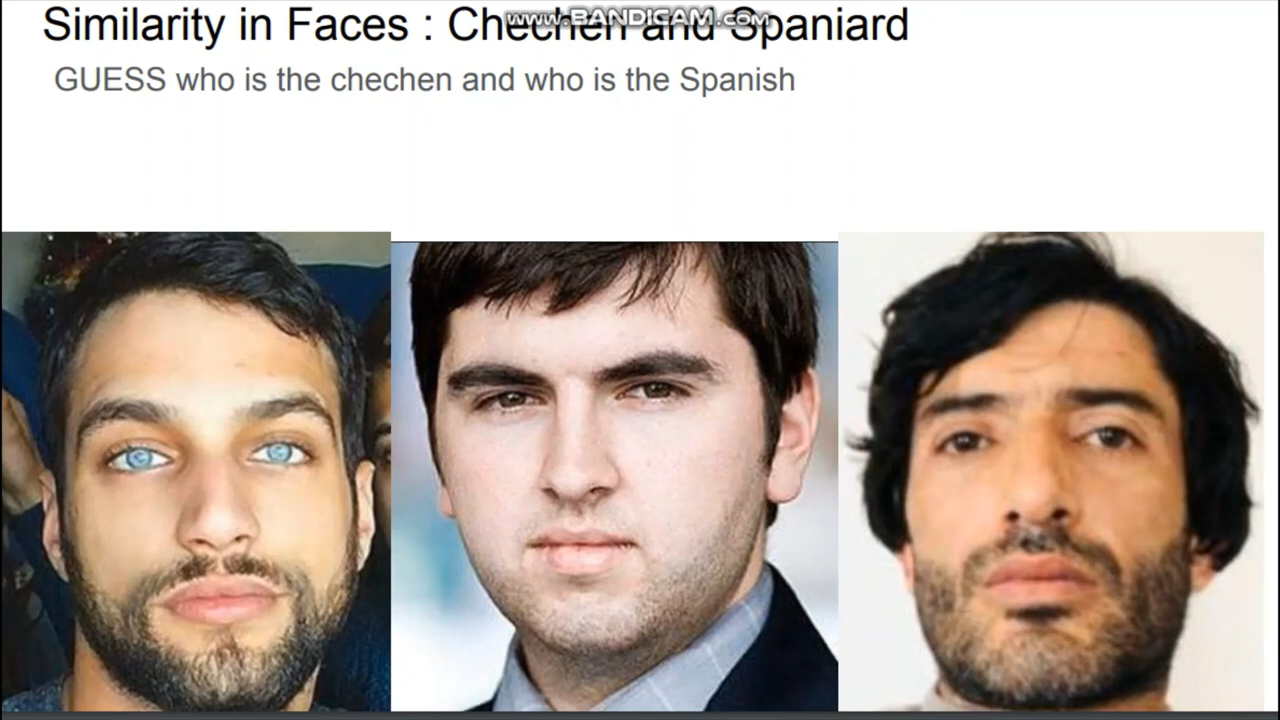 www.BANDICAM.com
Similarity in Faces : Chechen and Spaniard
GUESS who is the chechen and who is the Spanish